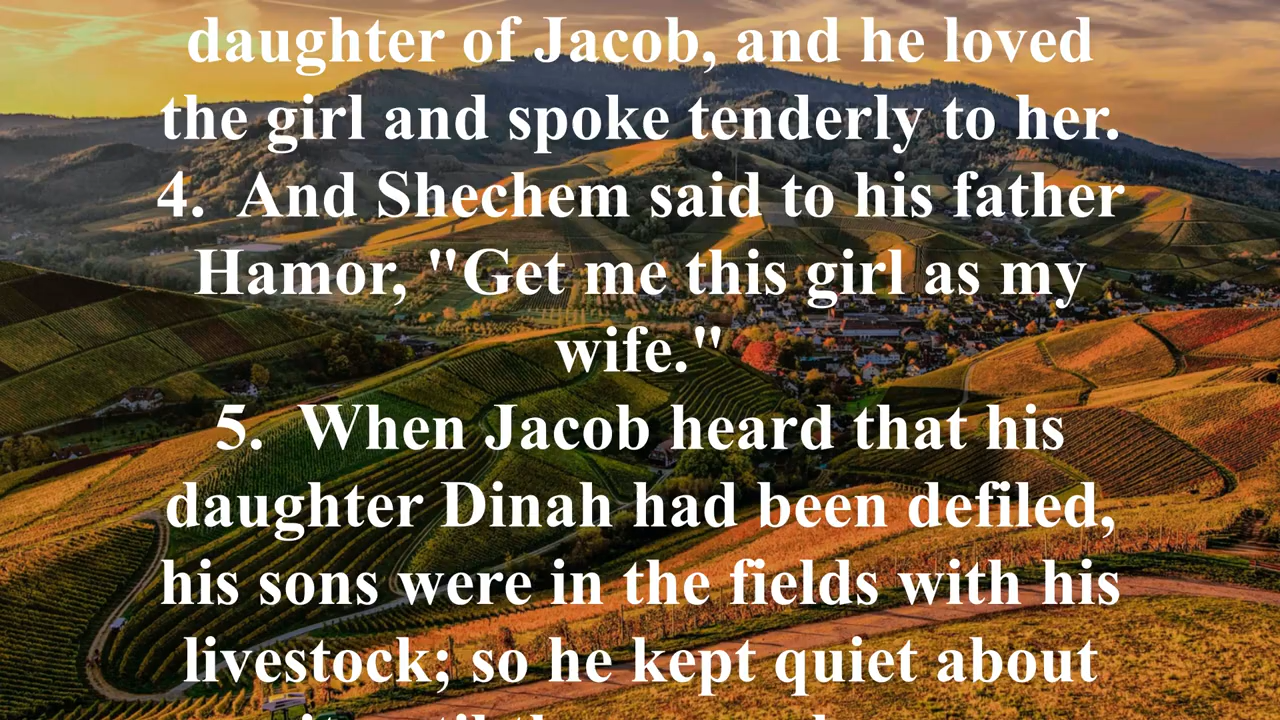 daughter of Jacob, and he loved
the girl and spoke tenderly to her.
4.  And Shechem said to his father
Hamor, "Get me this girl as my
wife."
5.  When Jacob heard that his
daughter Dinah had been defiled,
his sons were in the fields with his
livestock; so he kept quiet about